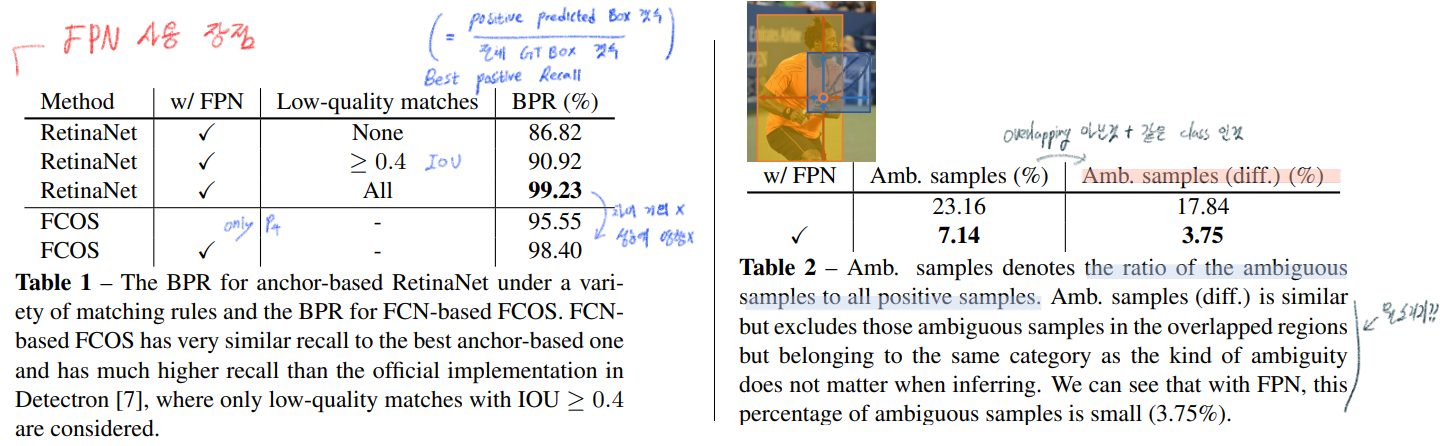 FPN 사용 장점
( = positive predicted Box 갯수
전체 GT BOX 갯수 )
Best positive Recall
Method w/ FPN Low-quality matches BPR (%)
RetinaNet ✓ None 86.82
RetinaNet ✓ ≥ 0.4 IoU 90.92
RetinaNet ✓ All 99.23
FCOS only P4 - 95.55
FCOS ✓ - 98.40
차이 거의 X
성능에 영향X
Table 1 – The BPR for anchor-based RetinaNet under a vari-
ety of matching rules and the BPR for FCN-based FCOS. FCN-
based FCOS has very similar recall to the best anchor-based one
and has much higher recall than the official implementation in
Detectron [7], where only low-quality matches with IOU ≥ 0.4
are considered.
overlapping 아닌것 + 같은 class 인것
w/ FPN Amb. samples (%) Amb. samples (diff.) (%)
23.16 17.84
✓ 7.14 3.75
Table 2 – Amb. samples denotes the ratio of the ambiguous
samples to all positive samples. Amb. samples (diff.) is similar
but excludes those ambiguous samples in the overlapped regions
but belonging to the same category as the kind of ambiguity
does not matter when inferring. We can see that with FPN, this
percentage of ambiguous samples is small (3.75%).
뭔소리지??